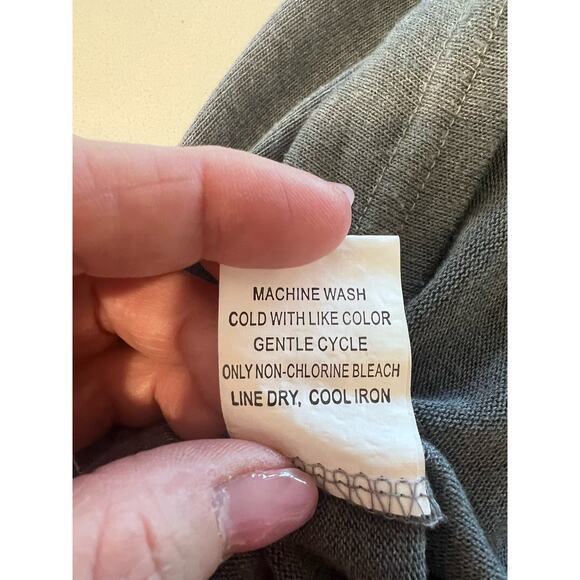 MACHINE WASH
COLD WITH LIKE COLOR
GENTLE CYCLE
ONLY NON-CHLORINE BLEACH
LINE DRY, COOL IRON